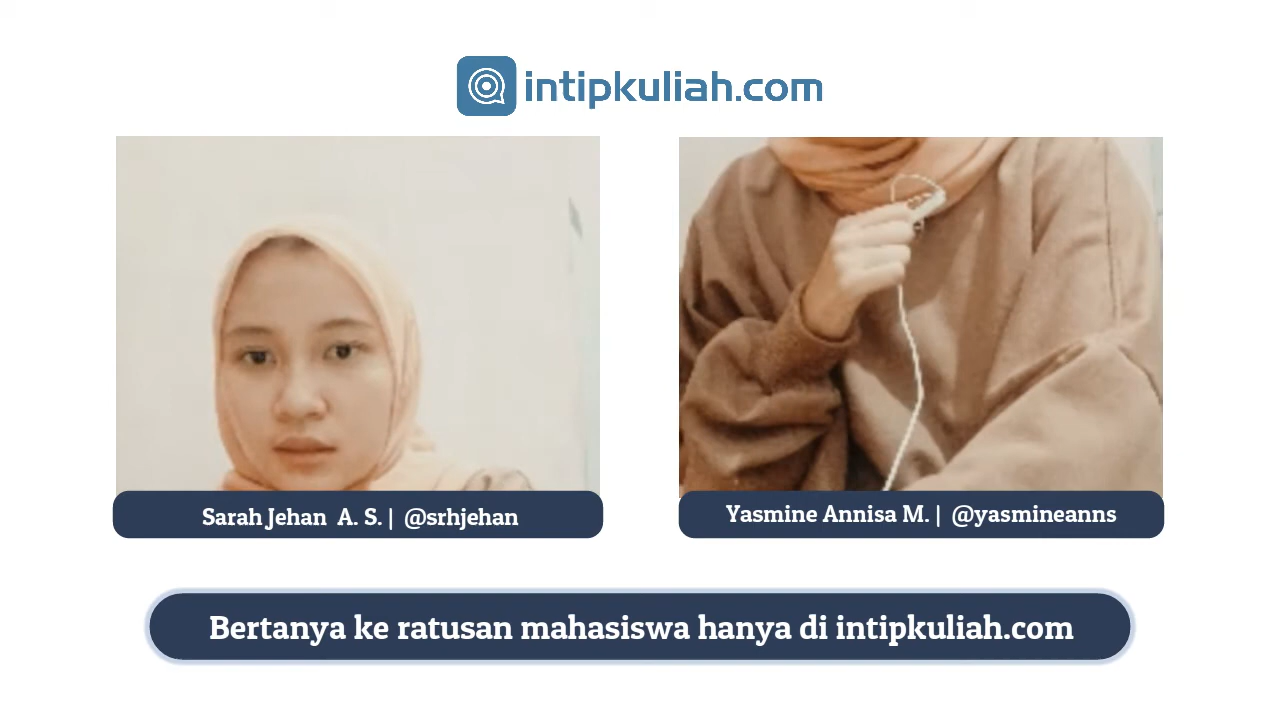 intipkuliah.com
Sarah Jehan A. S. | @srhjehan
Yasmine Annisa M. | @yasmineanns
Bertanya ke ratusan mahasiswa hanya di intipkuliah.com